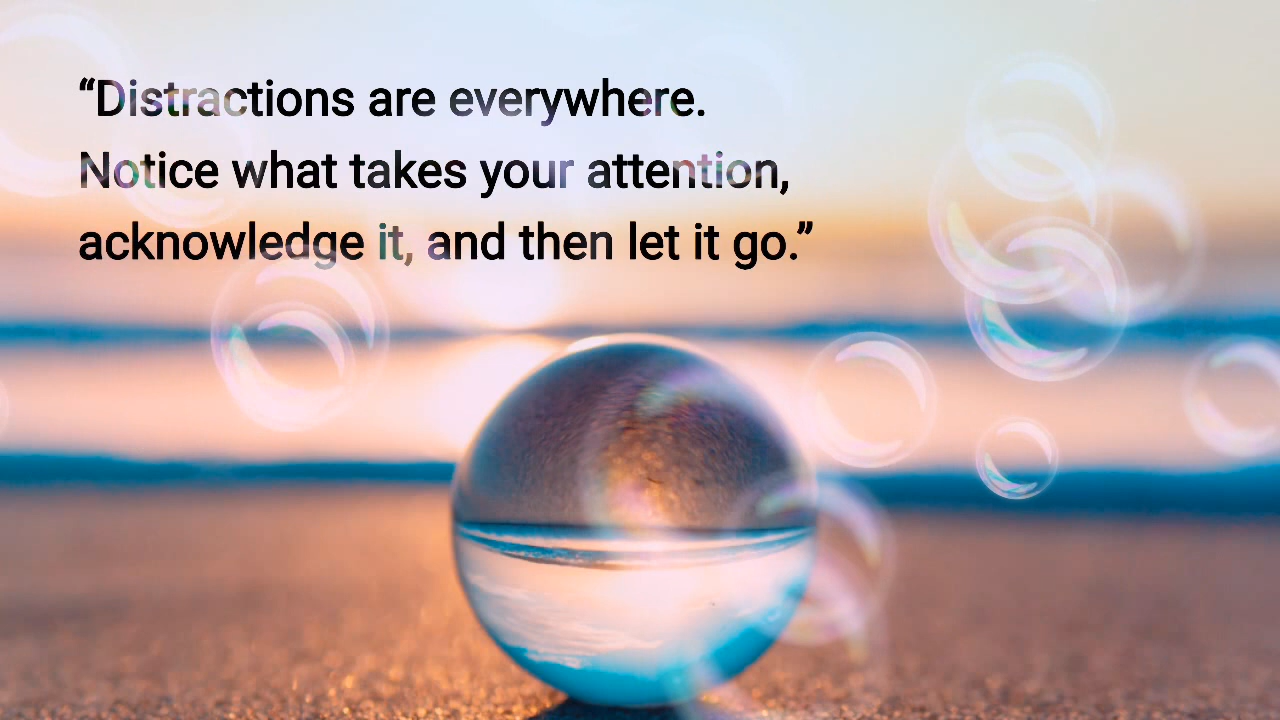 “Distractions are everywhere.
Notice what takes your attention,
acknowledge it, and then let it go.”